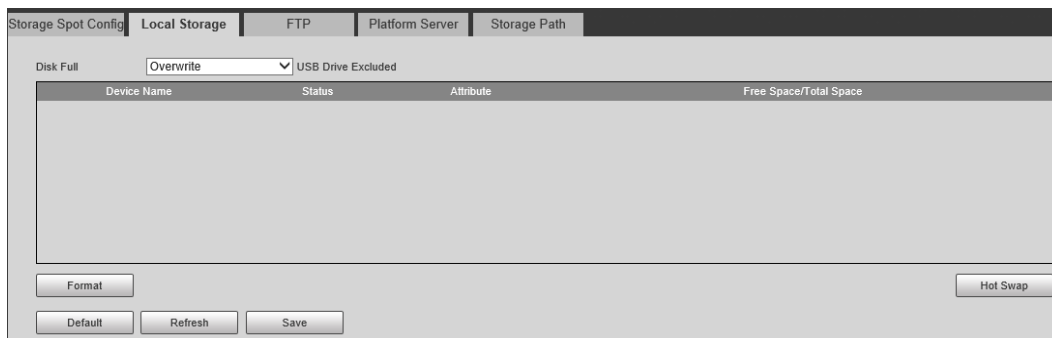 Storage Spot Config Local Storage FTP Platform Server Storage Path
Disk Full Overwrite USB Drive Excluded
Device Name Status Attribute Free Space/Total Space
Format Hot Swap
Default Refresh Save